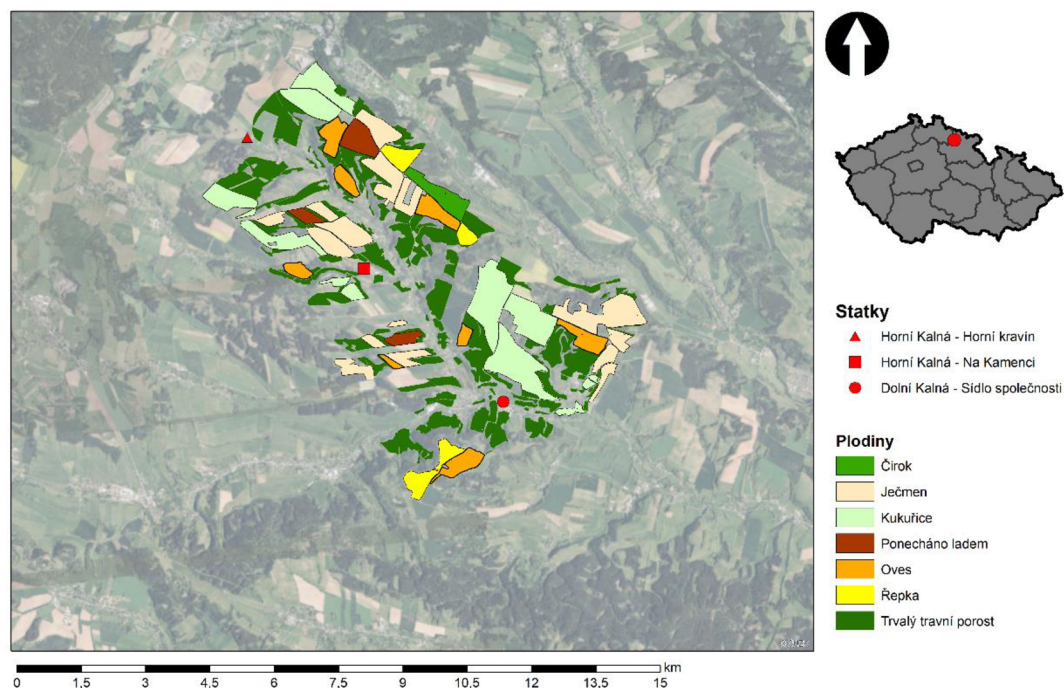 Statky
Horní Kalná - Horní kravín
Horní Kalná - Na Kamenci
Dolní Kalná - Sídlo společnosti
Plodiny
Čirok
Ječmen
Kukuřice
Ponecháno ladem
Oves
Řepka
Trvalý travní porost
km
0 1,5 3 4,5 6 7,5 9 10,5 12 13,5 15